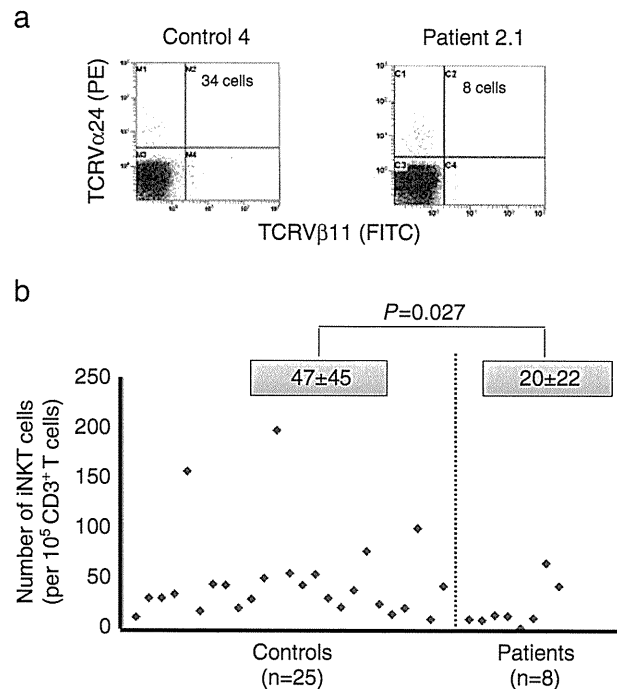 a
Control 4
Patient 2.1
TCRVα24 (PE)
M1
M2
34 cells
M3
M4
C1
C2
8 cells
C3
C4
TCRVβ11 (FITC)
b
P=0.027
47±45
20±22
Number of iNKT cells
(per 10⁵ CD3⁺ T cells)
250
200
150
100
50
0
Controls
(n=25)
Patients
(n=8)